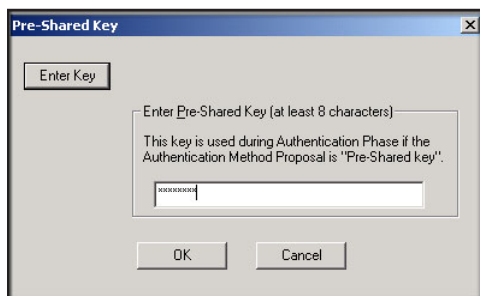 Pre-Shared Key
Enter Key
Enter Pre-Shared Key (at least 8 characters)
This key is used during Authentication Phase if the
Authentication Method Proposal is "Pre-Shared key".
xxxxxxxx
OK Cancel